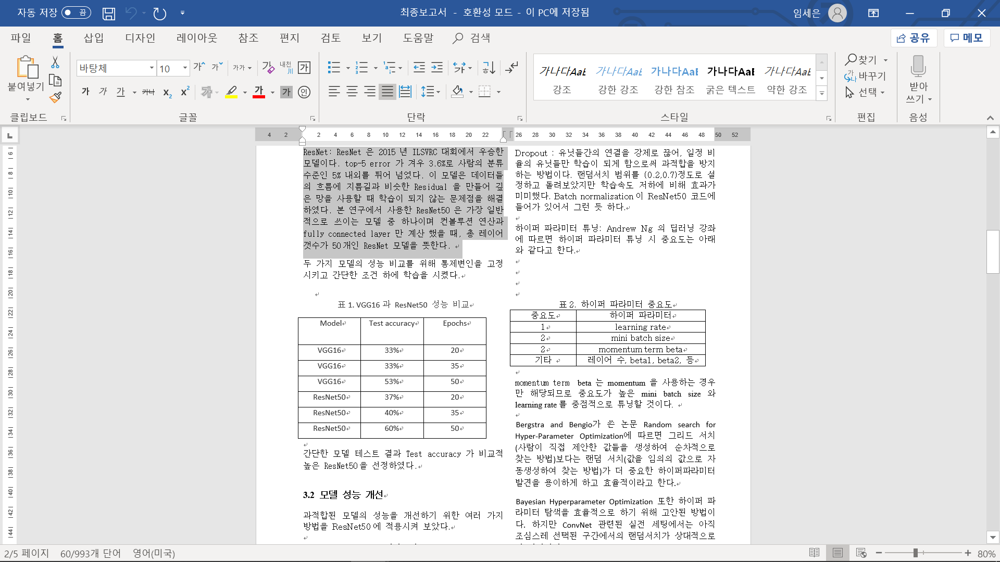 자동 저장 끔 최종보고서 - 호환성 모드 - 이 PC에 저장됨 임세은
파일 홈 삽입 디자인 레이아웃 참조 편지 검토 보기 도움말 검색 공유 메모
붙여넣기
클립보드
바탕체 10
글꼴
단락
가나다AaB 가나다AaB 가나다AaB 가나다AaB 가나다AaB
강조 강한 강조 강한 참조 굵은 텍스트 약한 강조
스타일
찾기
바꾸기
선택
편집
받아
쓰기
음성
4 2 2 4 6 8 10 12 14 16 18 20 22 26 28 30 32 34 36 38 40 42 44 46 48 50 52
ResNet: ResNet 은 2015 년 ILSVRC 대회에서 우승한
모델이다. top-5 error 가 겨우 3.6%로 사람의 분류
수준인 5% 내외를 뛰어 넘었다. 이 모델은 데이터들
의 흐름에 지름길과 비슷한 Residual 을 만들어 깊
은 망을 사용할 때 학습이 되지 않는 문제점을 해결
하였다. 본 연구에서 사용한 ResNet50 은 가장 일반
적으로 쓰이는 모델 중 하나이며 컨볼루션 연산과
fully connected layer 만 계산 했을 때, 총 레이어
갯수가 50 개인 ResNet 모델을 뜻한다.
두 가지 모델의 성능 비교를 위해 통제변인을 고정
시키고 간단한 조건 하에 학습을 시켰다.
표 1. VGG16 과 ResNet50 성능 비교
Model Test accuracy Epochs
VGG16 33% 20
VGG16 33% 35
VGG16 53% 50
ResNet50 37% 20
ResNet50 40% 35
ResNet50 60% 50
간단한 모델 테스트 결과 Test accuracy 가 비교적
높은 ResNet50 을 선정하였다.
3.2 모델 성능 개선
과적합된 모델의 성능을 개선하기 위한 여러 가지
방법을 ResNet50 에 적용시켜 보았다.
Dropout : 유닛들간의 연결을 강제로 끊어, 일정 비
율의 유닛들만 학습이 되게 함으로써 과적합을 방지
하는 방법이다. 랜덤서치 범위를 (0.2,0.7)정도로 설
정하고 돌려보았지만 학습속도 저하에 비해 효과가
미미했다. Batch normalization 이 ResNet50 코드에
들어가 있어서 그런 듯 하다.
하이퍼 파라미터 튜닝: Andrew Ng 의 딥러닝 강좌
에 따르면 하이퍼 파라미터 튜닝 시 중요도는 아래
와 같다고 한다.
표 2. 하이퍼 파라미터 중요도
중요도 하이퍼 파라미터
1 learning rate
2 mini batch size
2 momentum term beta
기타 레이어 수, beta1, beta2, 등
momentum term beta 는 momentum 을 사용하는 경우
만 해당되므로 중요도가 높은 mini batch size 와
learning rate 를 중점적으로 튜닝할 것이다.
Bergstra and Bengio가 쓴 논문 Random search for
Hyper-Parameter Optimization에 따르면 그리드 서치
(사람이 직접 제안한 값들을 생성하여 순차적으로
찾는 방법)보다는 랜덤 서치(값을 임의의 값으로 자
동생성하여 찾는 방법)가 더 중요한 하이퍼파라미터
발견을 용이하게 하고 효율적이라고 한다.
Bayesian Hyperparameter Optimization 또한 하이퍼 파
라미터 탐색을 효율적으로 하기 위해 고안된 방법이
다. 하지만 ConvNet 관련된 실전 세팅에서는 아직
조심스레 선택된 구간에서의 랜덤서치가 상대적으로
2/5 페이지 60/993개 단어 영어(미국) 80%